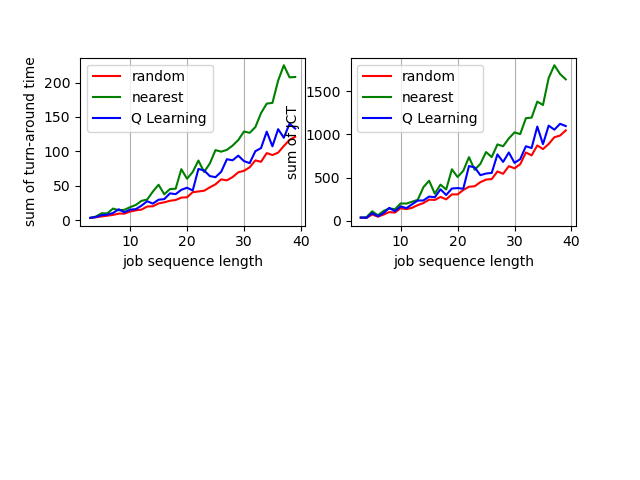 sum of turn-around time
200
150
100
50
0
10
20
30
40
job sequence length
random
nearest
Q Learning
sum of JCT
1500
1000
500
0
10
20
30
40
job sequence length
random
nearest
Q Learning